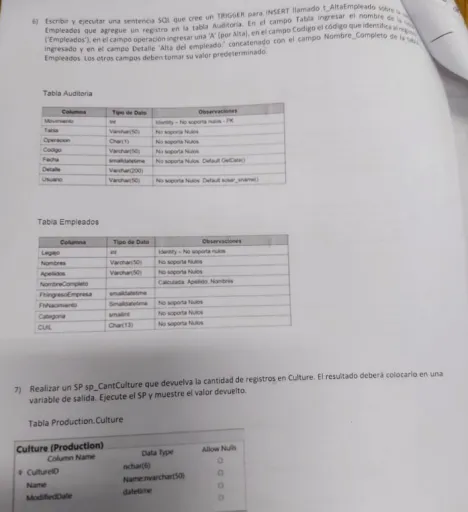 6) Escribir y ejecutar una sentencia SQL que cree un TRIGGER para INSERT llamado t_AltaEmpleado sobre la
Empleados que agregue un registro en la tabla Auditoria. En el campo Tabla ingresar el nombre de la
('Empleados'), en el campo operación ingresar una 'A' (por Alta), en el campo Codigo el código que identifica al registro
ingresado y en el campo Detalle 'Alta del empleado:' concatenado con el campo Nombre_Completo de la tabla
Empleados. Los otros campos deben tomar su valor predeterminado.
Tabla Auditoria
Columna Tipo de Dato Observaciones
Movimiento int Identity – No soporta nulos - PK
Tabla Varchar(50) No soporta Nulos
Operacion Char(1) No soporta Nulos
Codigo Varchar(50) No soporta Nulos
Fecha smalldatetime No soporta Nulos. Default GetDate()
Detalle Varchar(200)
Usuario Varchar(50) No soporta Nulos. Default suser_sname()
Tabla Empleados
Columna Tipo de Dato Observaciones
Legajo int Identity – No soporta nulos
Nombres Varchar(50) No soporta Nulos
Apellidos Varchar(50) No soporta Nulos
NombreCompleto Calculada: Apellido, Nombres
FhIngresoEmpresa smalldatetime
FhNacimiento Smalldatetime No soporta Nulos
Categoria smallint No soporta Nulos
CUIL Char(13) No soporta Nulos
7) Realizar un SP sp_CantCulture que devuelva la cantidad de registros en Culture. El resultado deberá colocarlo en una
variable de salida. Ejecute el SP y muestre el valor devuelto.
Tabla Production.Culture
Culture (Production)
Column Name Data Type Allow Nulls
CultureID nchar(6)
Name Name:nvarchar(50)
ModifiedDate datetime